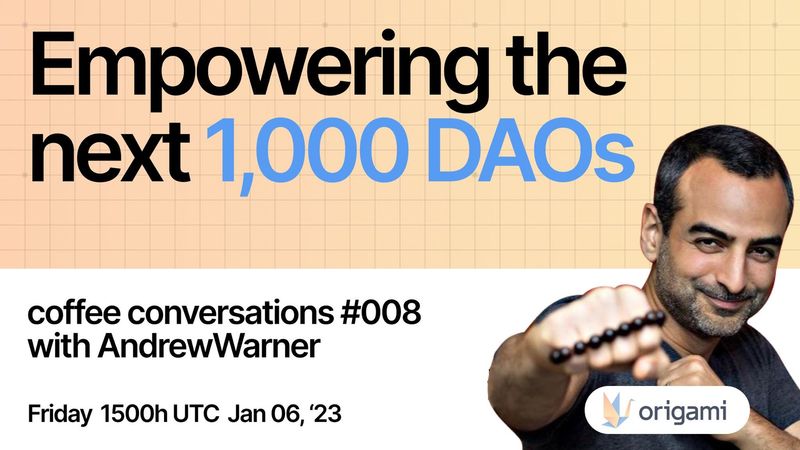 Empowering the
next 1,000 DAOs
coffee conversations #008
with AndrewWarner
Friday 1500h UTC Jan 06, ‘23
origami